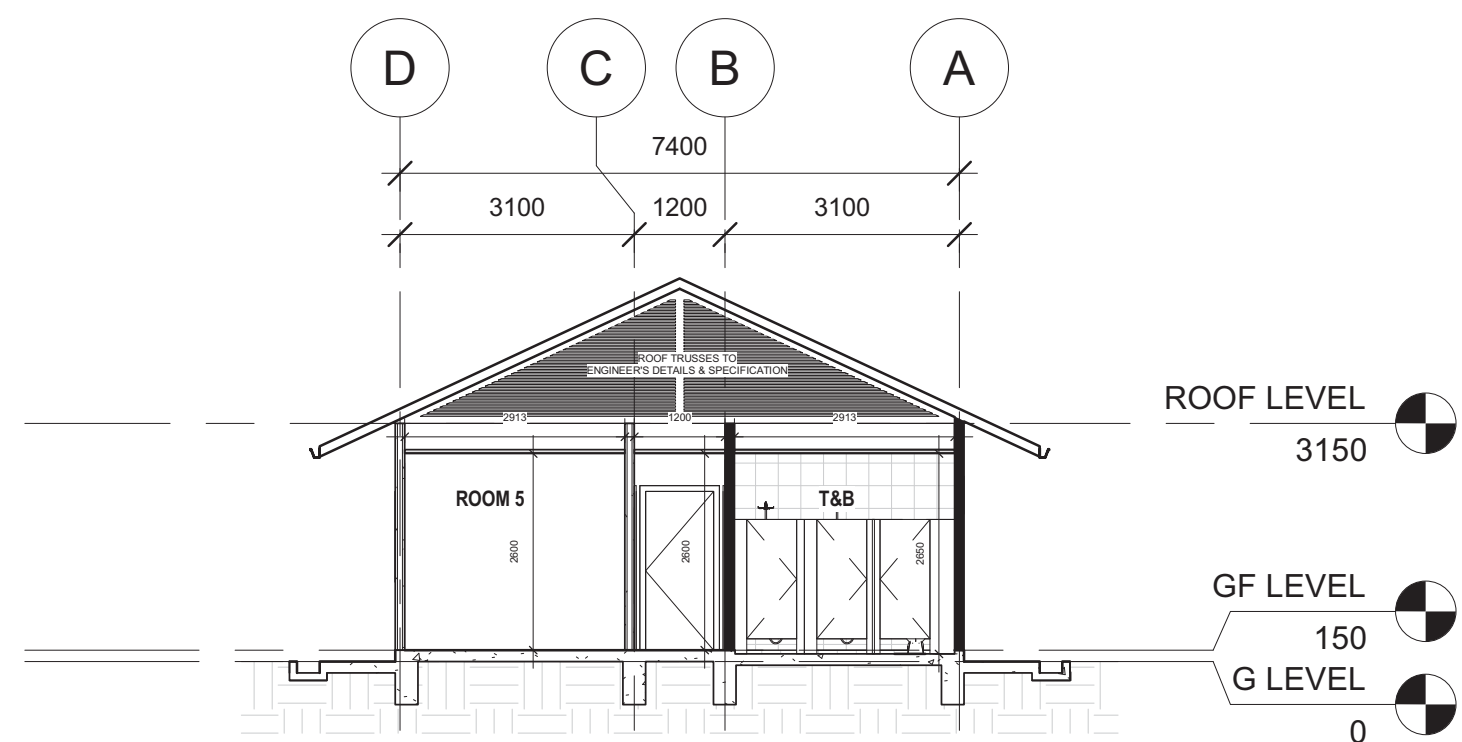 D
C
B
A
7400
3100
1200
3100
ROOF TRUSSES TO
ENGINEER'S DETAILS & SPECIFICATION
2913
1200
2913
ROOF LEVEL
3150
ROOM 5
T&B
2600
2600
2650
GF LEVEL
150
G LEVEL
0